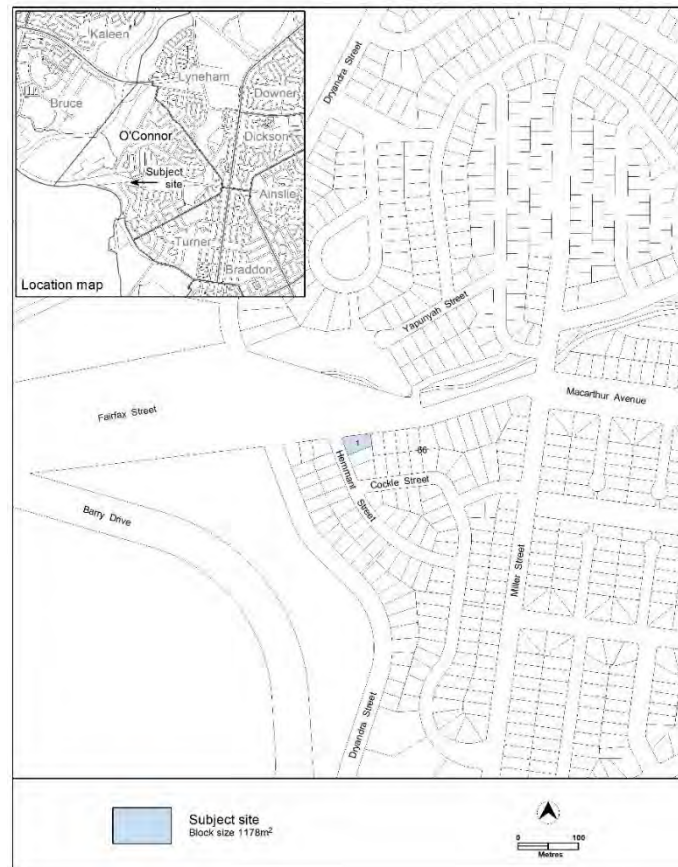 Kaleen
Lyneham
Bruce
Downer
O'Connor
Dickson
Subject
site
Ainslie
Turner
Braddon
Location map
Dryandra Street
Yapunyah Street
Macarthur Avenue
Fairfax Street
1
36
Hemmant
Street
Cockle Street
Barry Drive
Miller Street
Dryandra Street
Subject site
Block size 1178m²
0 100
Metres